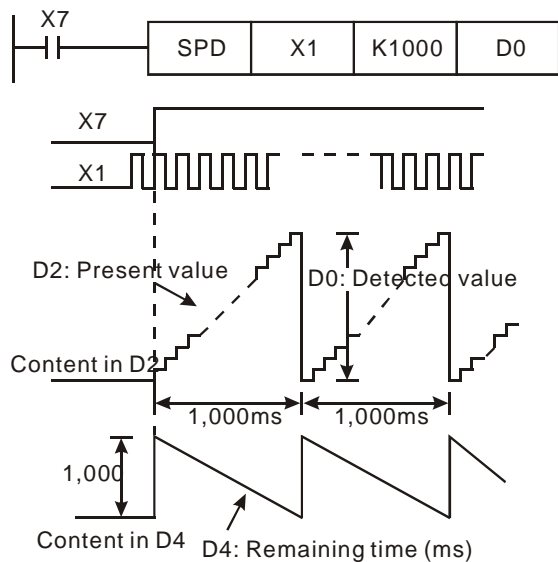 X7
SPD X1 K1000 D0
X7
X1
D2: Present value
D0: Detected value
Content in D2
1,000ms 1,000ms
1,000
Content in D4
D4: Remaining time (ms)